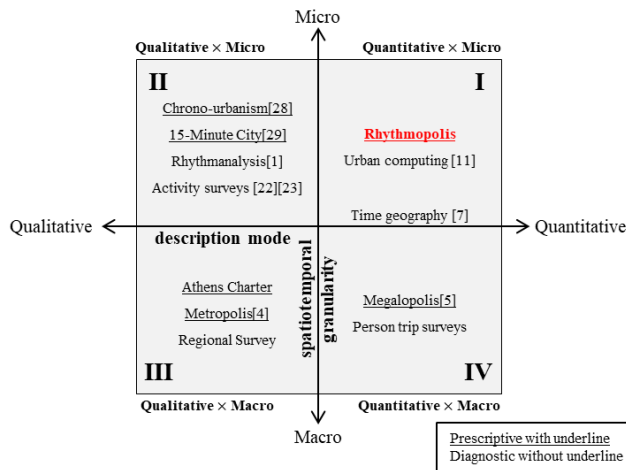 Micro
Qualitative × Micro
Quantitative × Micro
II
I
Chrono-urbanism[28]
15-Minute City[29]
Rhythmanalysis[1]
Activity surveys [22][23]
Rhythmopolis
Urban computing [11]
Time geography [7]
Qualitative
Quantitative
description mode
spatiotemporal
granularity
Athens Charter
Metropolis[4]
Regional Survey
Megalopolis[5]
Person trip surveys
III
IV
Qualitative × Macro
Quantitative × Macro
Macro
Prescriptive with underline
Diagnostic without underline